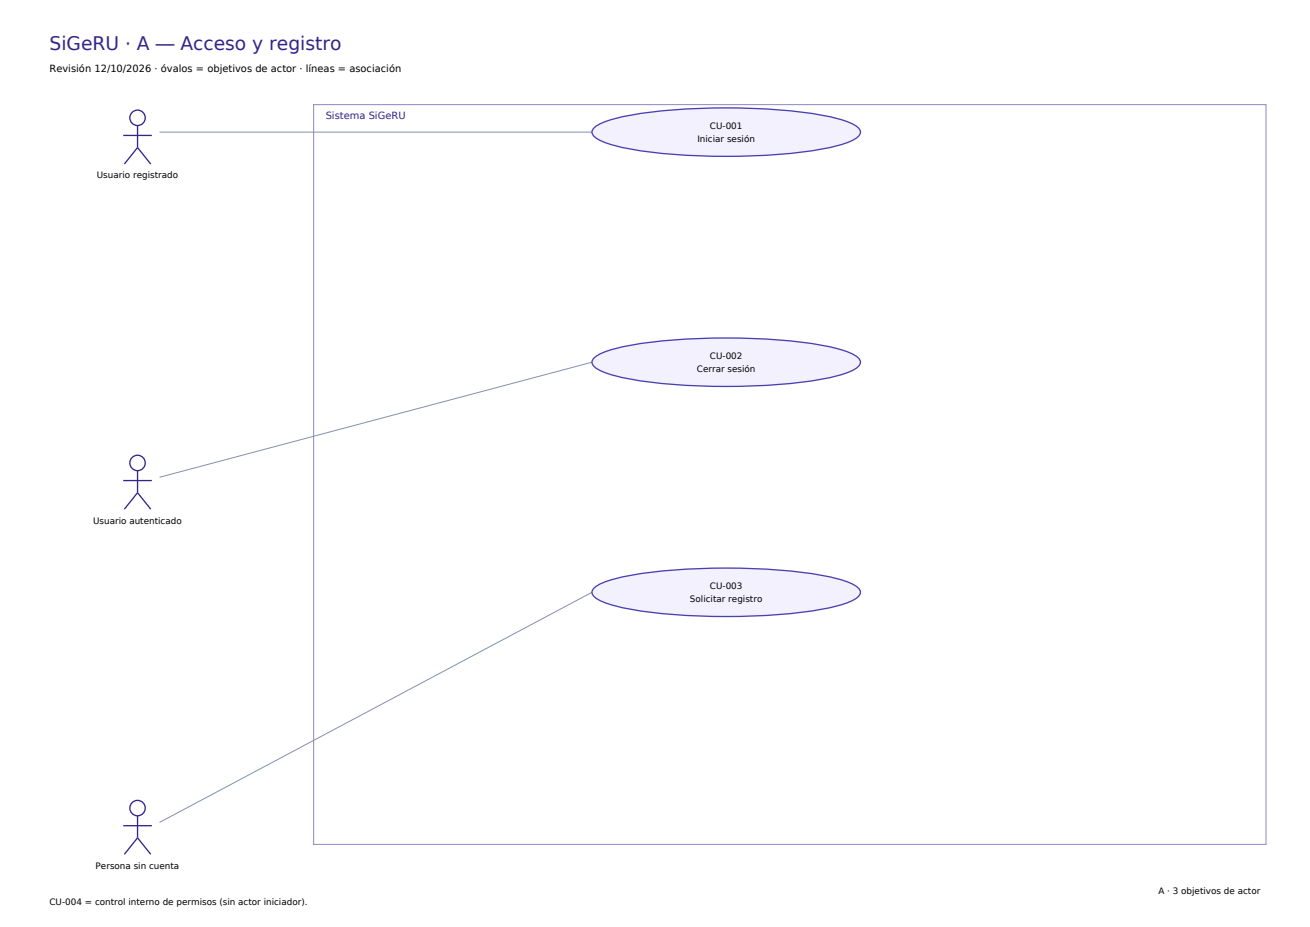 SiGeRU · A — Acceso y registro
Revisión 12/10/2026 · óvalos = objetivos de actor · líneas = asociación
Sistema SiGeRU
CU-001
Iniciar sesión
Usuario registrado
CU-002
Cerrar sesión
Usuario autenticado
CU-003
Solicitar registro
Persona sin cuenta
A · 3 objetivos de actor
CU-004 = control interno de permisos (sin actor iniciador).